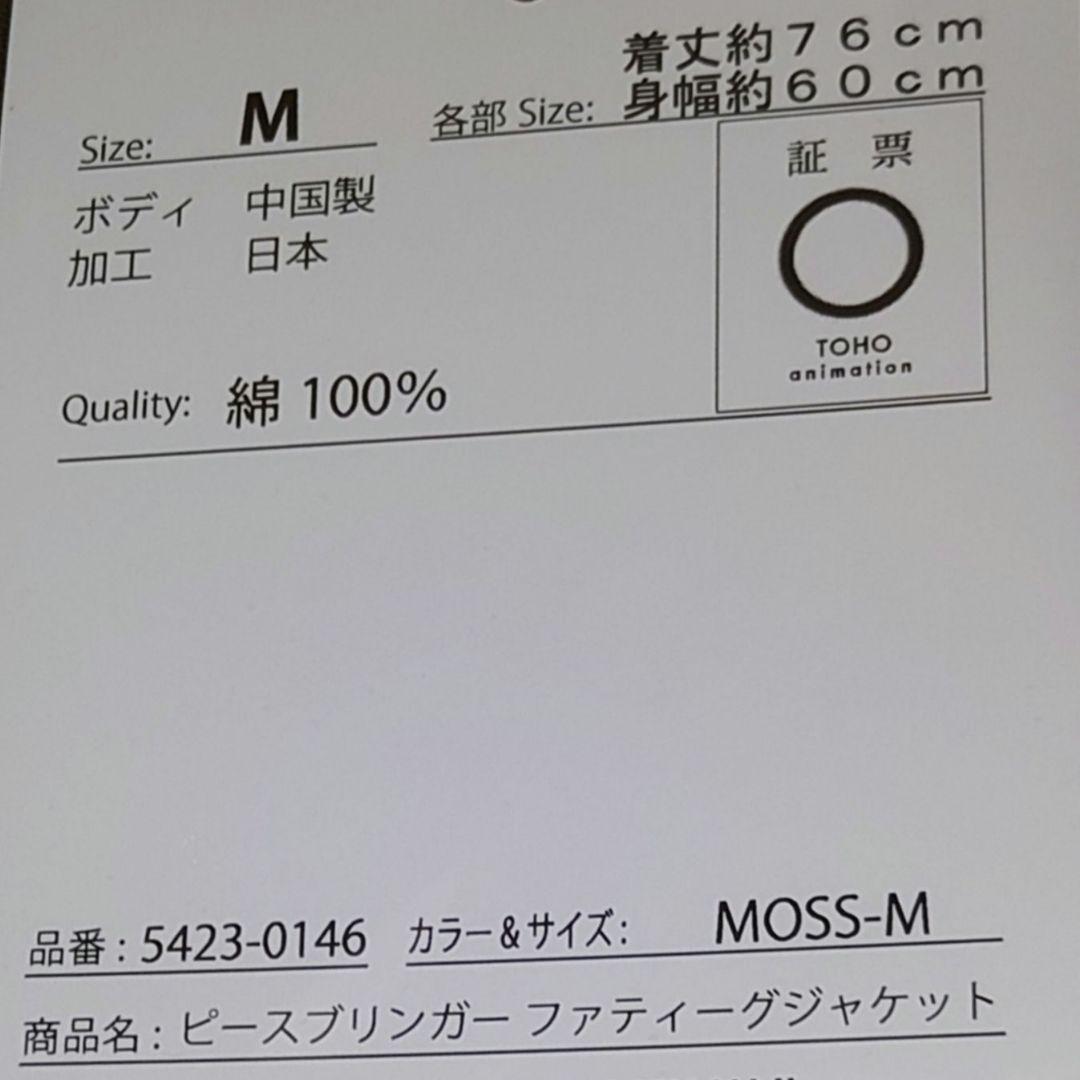 着丈約７６ｃｍ
Size: M 各部 Size: 身幅約６０ｃｍ
証 票
ボディ 中国製
加工 日本
TOHO
animation
Quality: 綿 100%
品番 : 5423-0146 カラー&サイズ: MOSS-M
商品名 : ピースブリンガー ファティーグジャケット